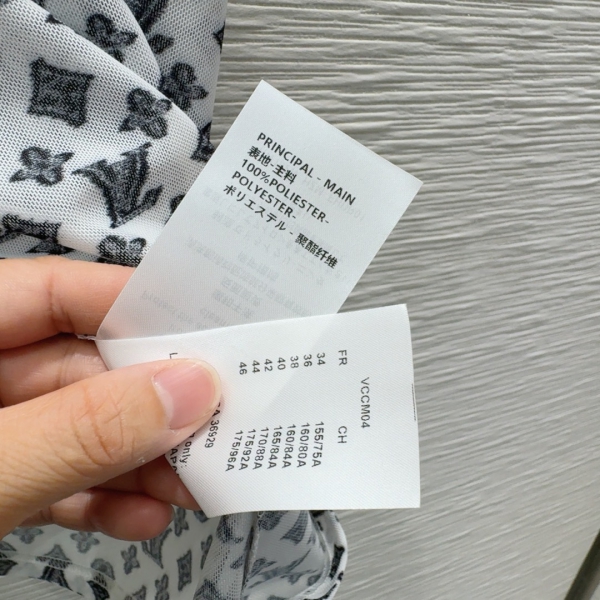 PRINCIPAL - MAIN
表地-主料
100%POLIESTER-
POLYESTER-
ポリエステル - 聚酯纤维
VCCM04
FR CH
34 155/75A
36 160/80A
38 160/84A
40 165/84A
42 170/88A
44 175/92A
46 175/96A
36929
only: